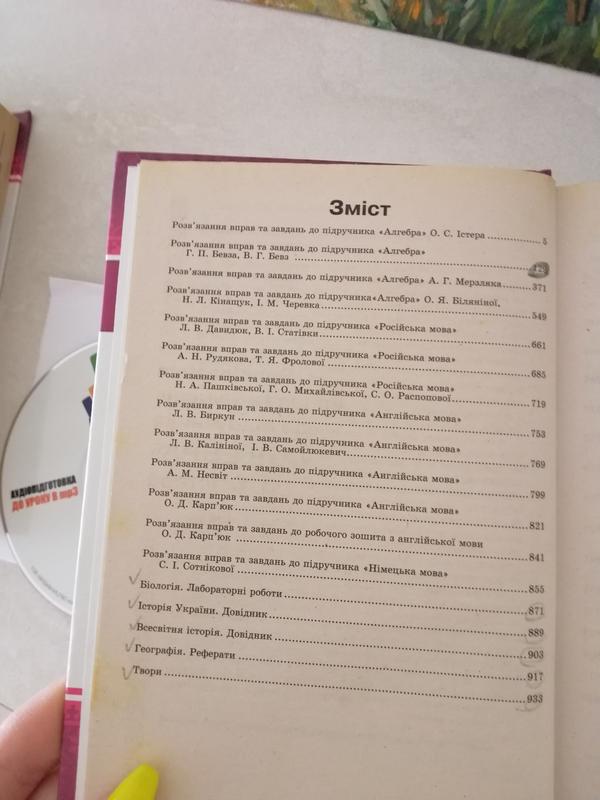 Зміст
Розв'язання вправ та завдань до підручника «Алгебра» О. С. Істера 5
Розв'язання вправ та завдань до підручника «Алгебра»
Г. П. Бевза, В. Г. Бевз
Розв'язання вправ та завдань до підручника «Алгебра» А. Г. Мерзляка 371
Розв'язання вправ та завдань до підручника«Алгебра» О. Я. Біляніної,
Н. Л. Кінащук, І. М. Черевка 549
Розв'язання вправ та завдань до підручника «Російська мова»
Л. В. Давидюк, В. І. Статівки 661
Розв'язання вправ та завдань до підручника «Російська мова»
А. Н. Рудякова, Т. Я. Фролової 685
Розв'язання вправ та завдань до підручника «Російська мова»
Н. А. Пашківської, Г. О. Михайлівської, С. О. Распопової 719
Розв'язання вправ та завдань до підручника «Англійська мова»
Л. В. Биркун 753
Розв'язання вправ та завдань до підручника «Англійська мова»
Л. В. Калініної, І. В. Самойлюкевич 769
Розв'язання вправ та завдань до підручника «Англійська мова»
А. М. Несвіт 799
Розв'язання вправ та завдань до підручника «Англійська мова»
О. Д. Карп'юк 821
Розв'язання вправ та завдань до робочого зошита з англійської мови
О. Д. Карп'юк 841
Розв'язання вправ та завдань до підручника «Німецька мова»
С. І. Сотнікової 855
Біологія. Лабораторні роботи 871
Історія України. Довідник 889
Всесвітня історія. Довідник 903
Географія. Реферати 917
Твори 933
АУДІОПІДГОТОВКА
ДО УРОКУ В mp3